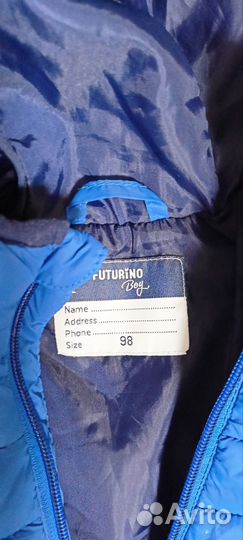 FUTURINO
Boy
Name
Address
Phone
Size 98
Avito